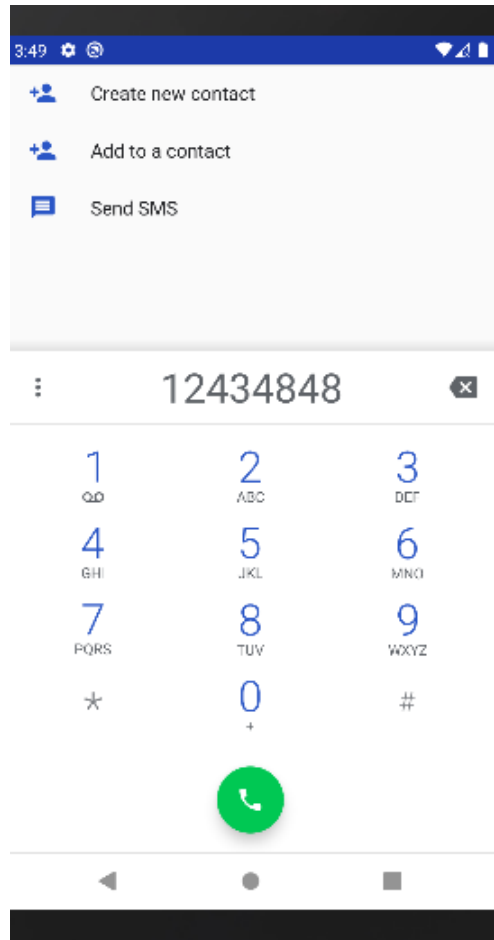 3:49
Create new contact
Add to a contact
Send SMS
12434848
1 2 3
ABC DEF
4 5 6
GHI JKL MNO
7 8 9
PQRS TUV WXYZ
* 0 #
+